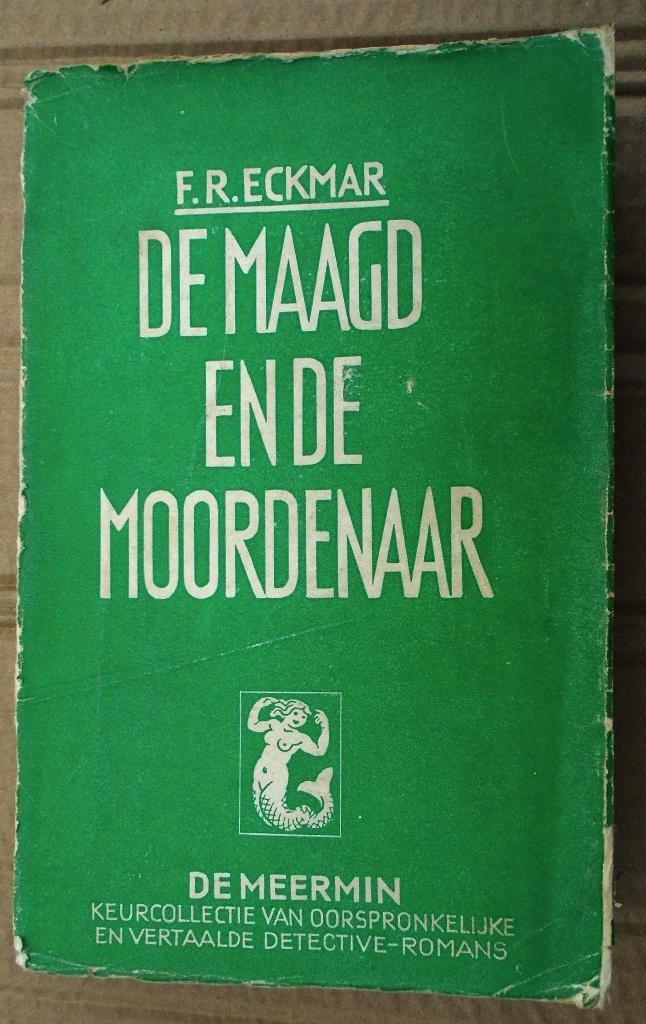 F.R.ECKMAR
DE MAAGD
EN DE
MOORDENAAR
DE MEERMIN
KEURCOLLECTIE VAN OORSPRONKELIJKE
EN VERTAALDE DETECTIVE-ROMANS